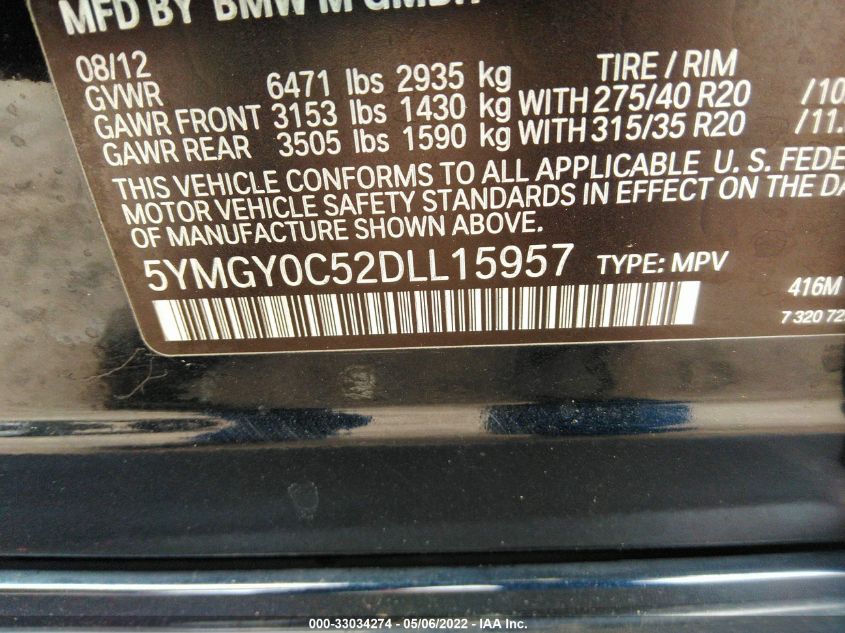 MFD BY BMW M GMBH
08/12
GVWR 6471 lbs 2935 kg TIRE / RIM
GAWR FRONT 3153 lbs 1430 kg WITH 275/40 R20 /10
GAWR REAR 3505 lbs 1590 kg WITH 315/35 R20 /11.
THIS VEHICLE CONFORMS TO ALL APPLICABLE U. S. FEDE
MOTOR VEHICLE SAFETY STANDARDS IN EFFECT ON THE DA
OF MANUFACTURE SHOWN ABOVE.
5YMGY0C52DLL15957 TYPE: MPV
416M
7 320 72
000-33034274 - 05/06/2022 - IAA Inc.